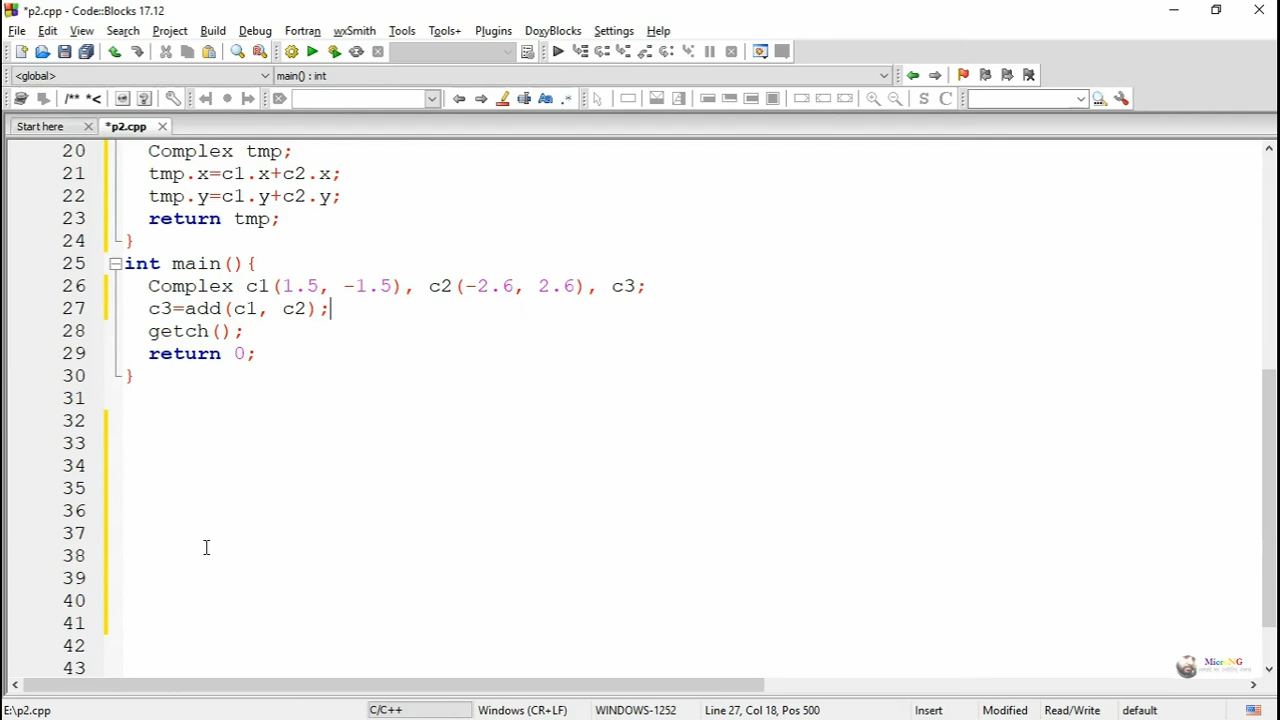 *p2.cpp - Code::Blocks 17.12
File Edit View Search Project Build Debug Fortran wxSmith Tools Tools+ Plugins DoxyBlocks Settings Help
<global> main() : int
/** *< S C
Start here *p2.cpp
20 Complex tmp;
21 tmp.x=c1.x+c2.x;
22 tmp.y=c1.y+c2.y;
23 return tmp;
24 }
25 int main(){
26 Complex c1(1.5, -1.5), c2(-2.6, 2.6), c3;
27 c3=add(c1, c2);
28 getch();
29 return 0;
30 }
31
32
33
34
35
36
37
38
39
40
41
42
43
MicroNG
E:\p2.cpp C/C++ Windows (CR+LF) WINDOWS-1252 Line 27, Col 18, Pos 500 Insert Modified Read/Write default